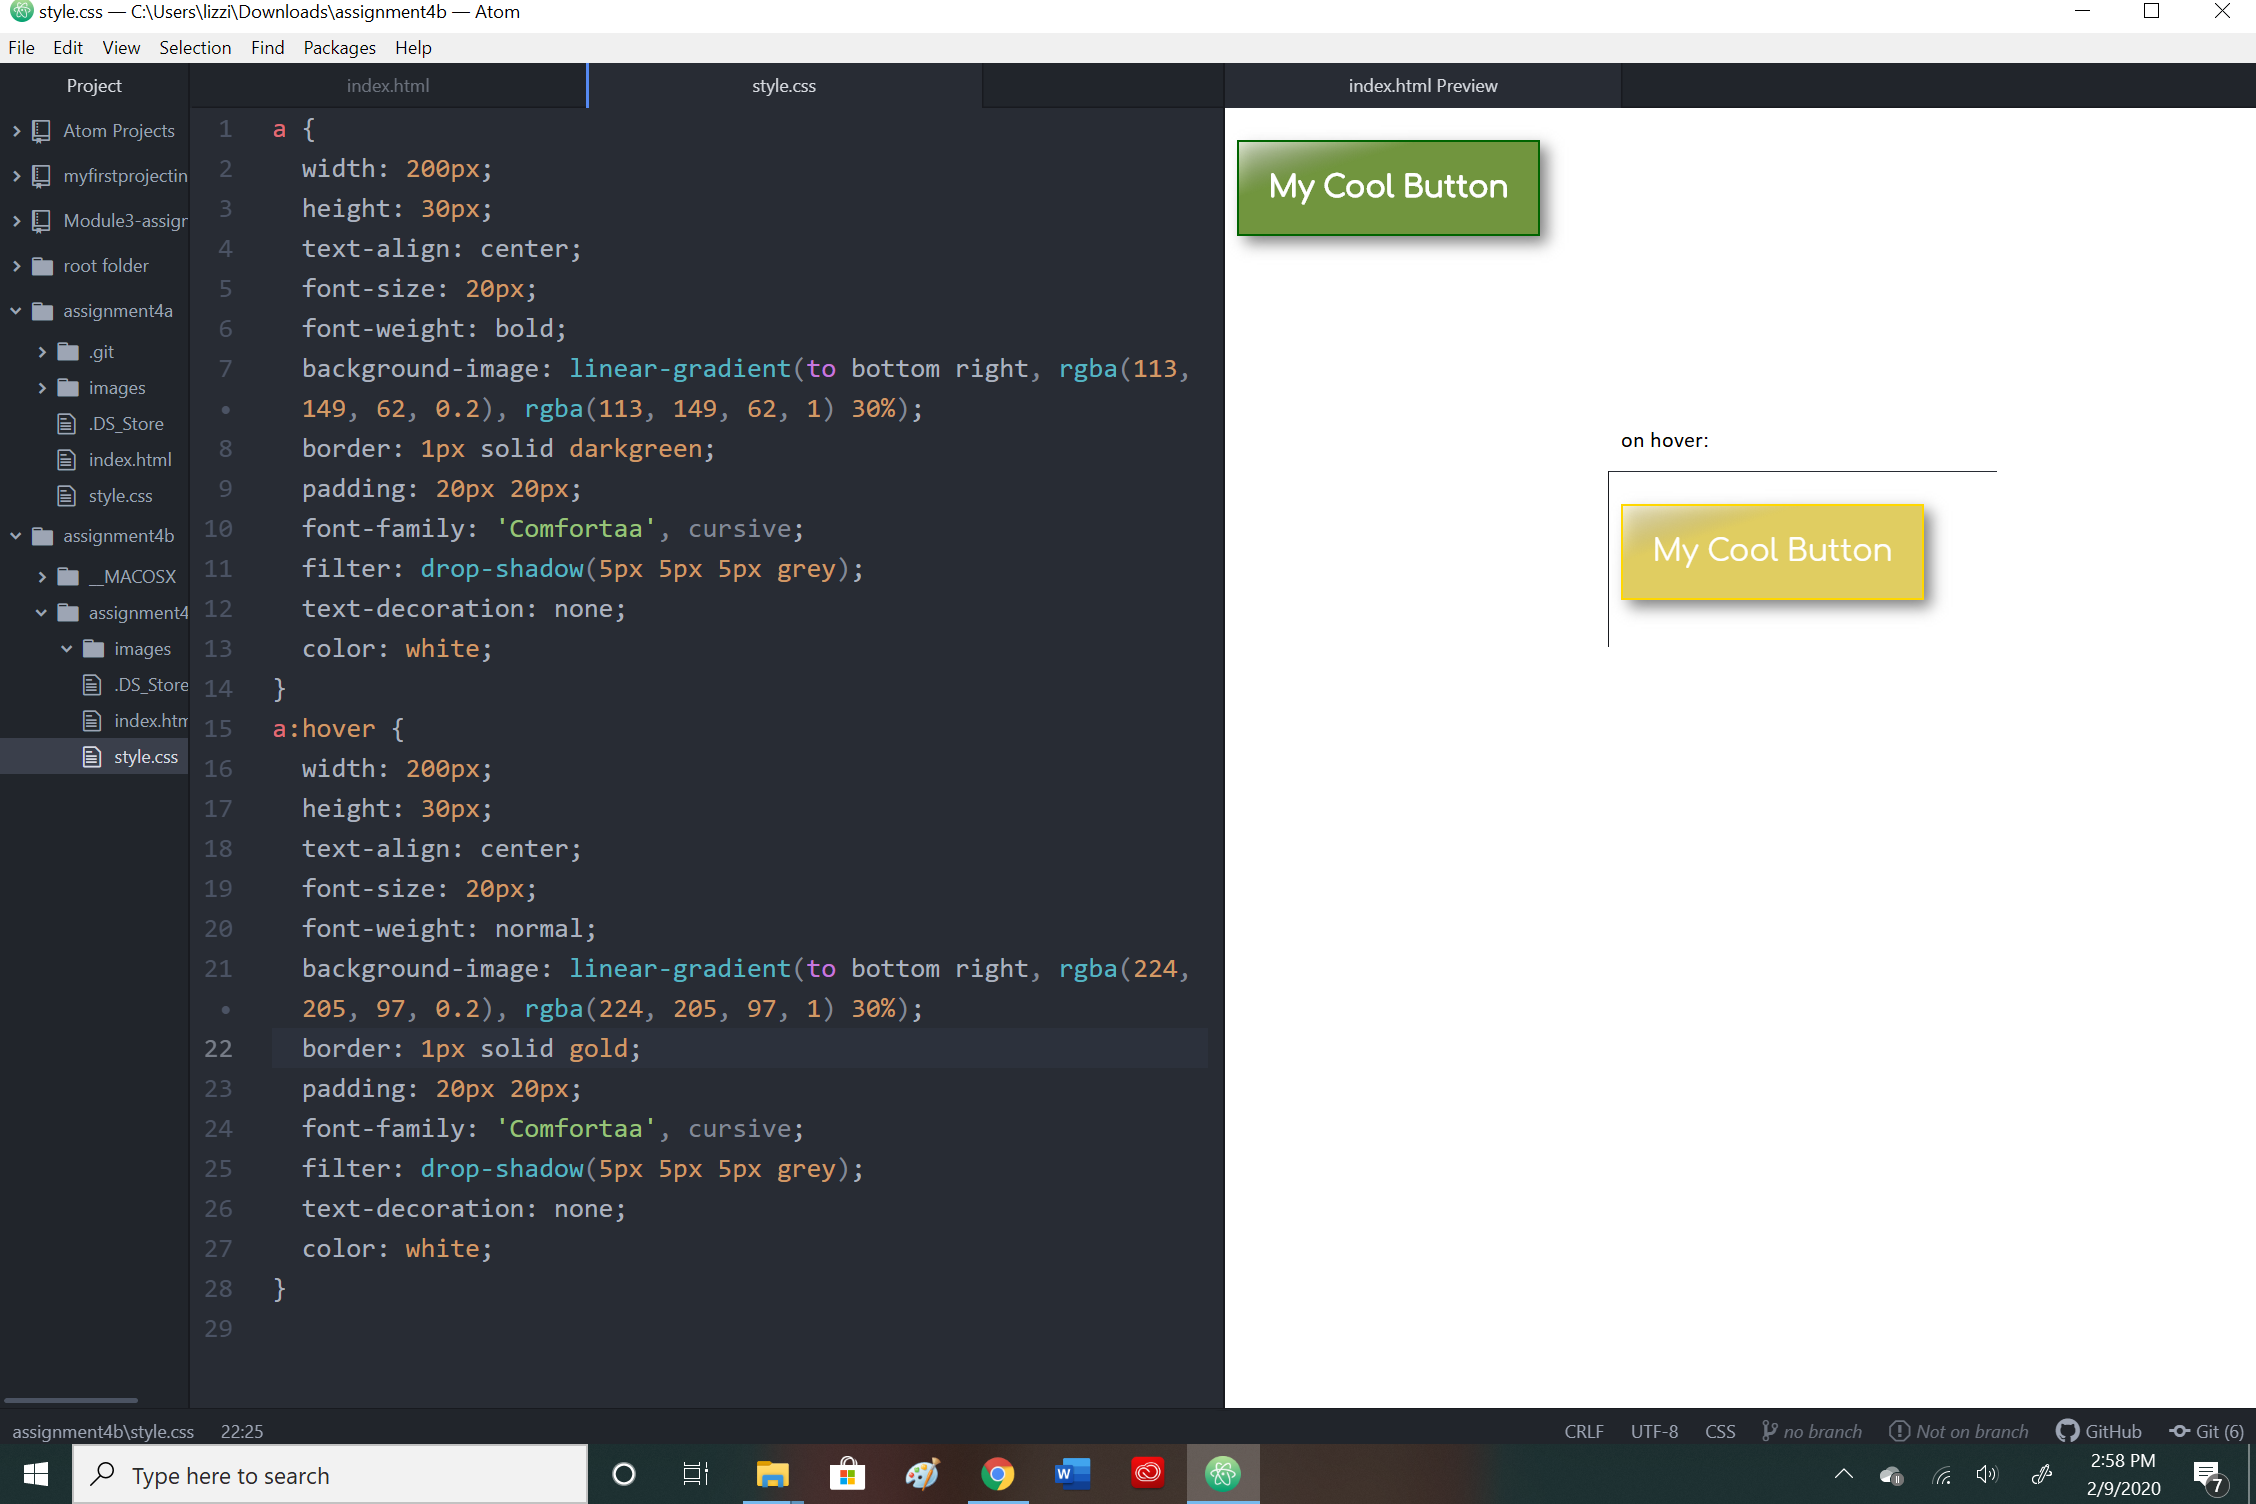 style.css — C:\Users\lizzi\Downloads\assignment4b — Atom
File Edit View Selection Find Packages Help
Project
index.html
style.css
index.html Preview
Atom Projects
myfirstprojectin
Module3-assigr
root folder
assignment4a
.git
images
.DS_Store
index.html
style.css
assignment4b
__MACOSX
assignment4
images
.DS_Store
index.htm
style.css
1 a {
2 width: 200px;
3 height: 30px;
4 text-align: center;
5 font-size: 20px;
6 font-weight: bold;
7 background-image: linear-gradient(to bottom right, rgba(113,
• 149, 62, 0.2), rgba(113, 149, 62, 1) 30%);
8 border: 1px solid darkgreen;
9 padding: 20px 20px;
10 font-family: 'Comfortaa', cursive;
11 filter: drop-shadow(5px 5px 5px grey);
12 text-decoration: none;
13 color: white;
14 }
15 a:hover {
16 width: 200px;
17 height: 30px;
18 text-align: center;
19 font-size: 20px;
20 font-weight: normal;
21 background-image: linear-gradient(to bottom right, rgba(224,
• 205, 97, 0.2), rgba(224, 205, 97, 1) 30%);
22 border: 1px solid gold;
23 padding: 20px 20px;
24 font-family: 'Comfortaa', cursive;
25 filter: drop-shadow(5px 5px 5px grey);
26 text-decoration: none;
27 color: white;
28 }
29
My Cool Button
on hover:
My Cool Button
assignment4b\style.css 22:25
CRLF UTF-8 CSS no branch Not on branch GitHub Git (6)
Type here to search
W
2:58 PM
2/9/2020
7